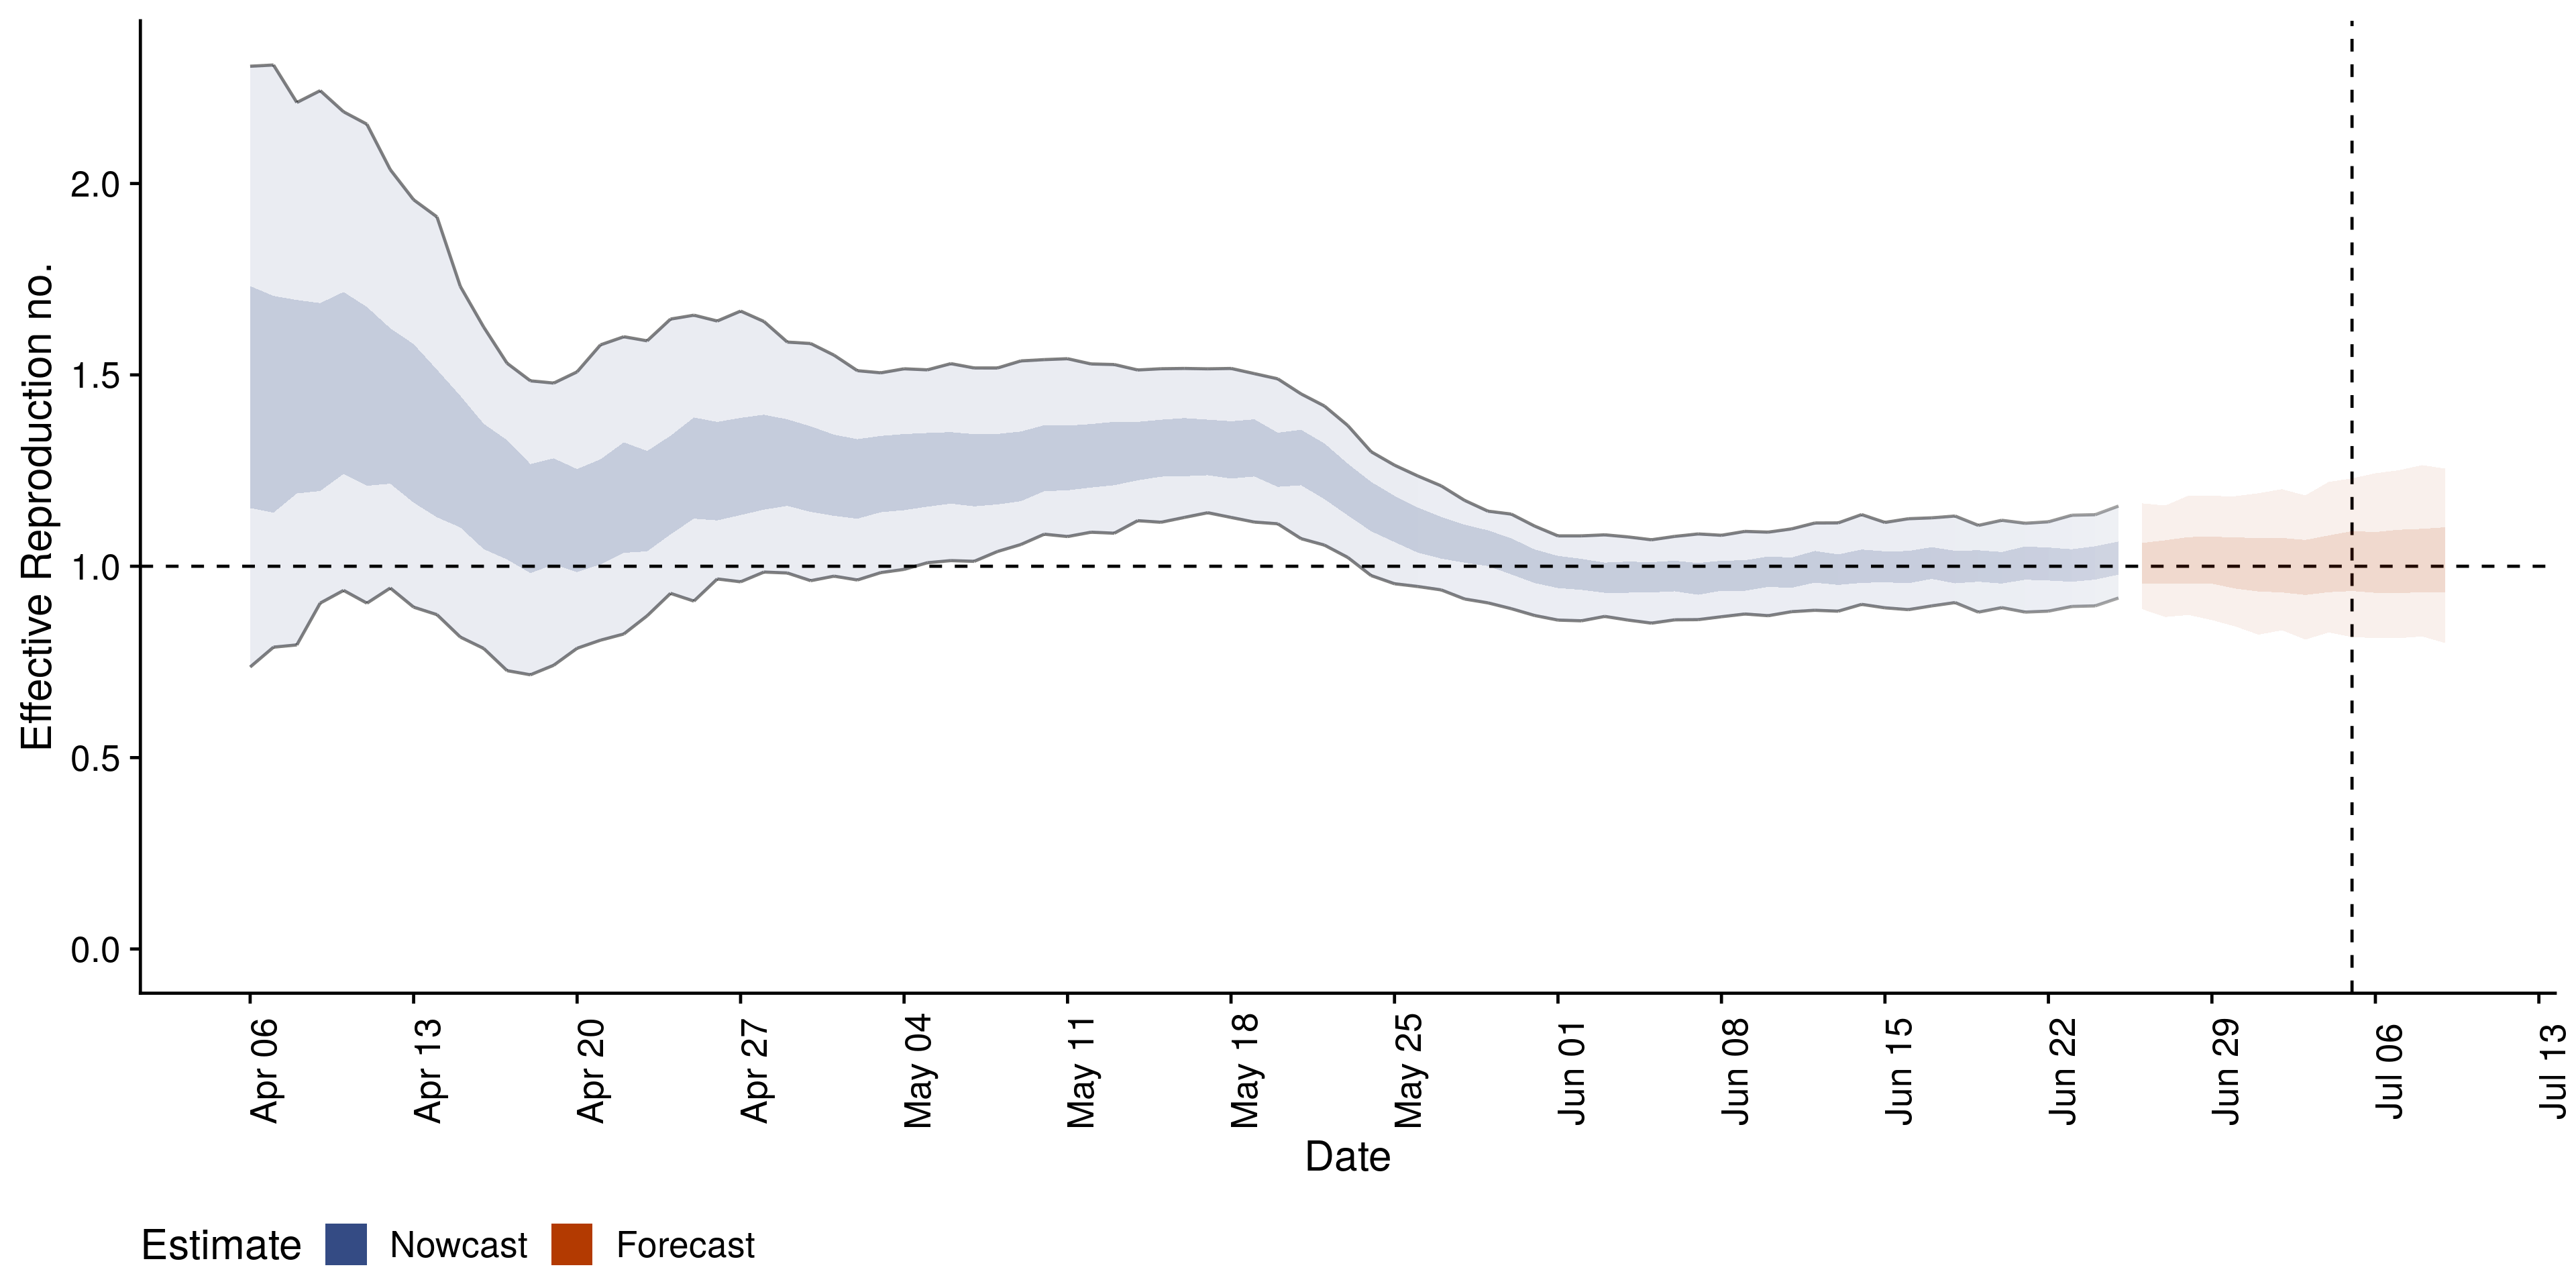 Effective Reproduction no.
2.0
1.5
1.0
0.5
0.0
Apr 06
Apr 13
Apr 20
Apr 27
May 04
May 11
May 18
May 25
Jun 01
Jun 08
Jun 15
Jun 22
Jun 29
Jul 06
Jul 13
Date
Estimate Nowcast Forecast